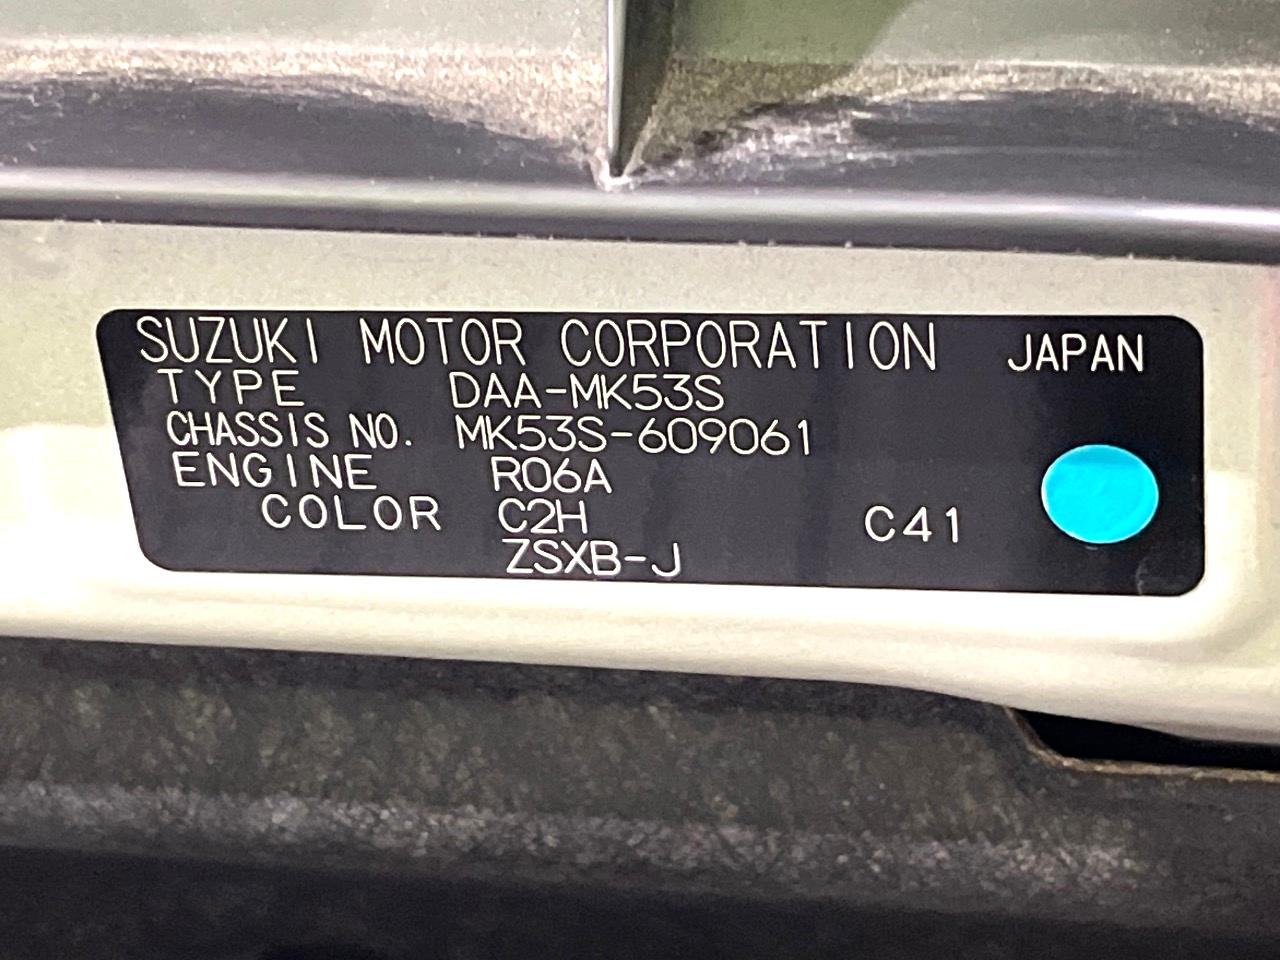 SUZUKI MOTOR CORPORATION JAPAN
TYPE DAA-MK53S
CHASSIS NO. MK53S-609061
ENGINE R06A
COLOR C2H C41
ZSXB-J